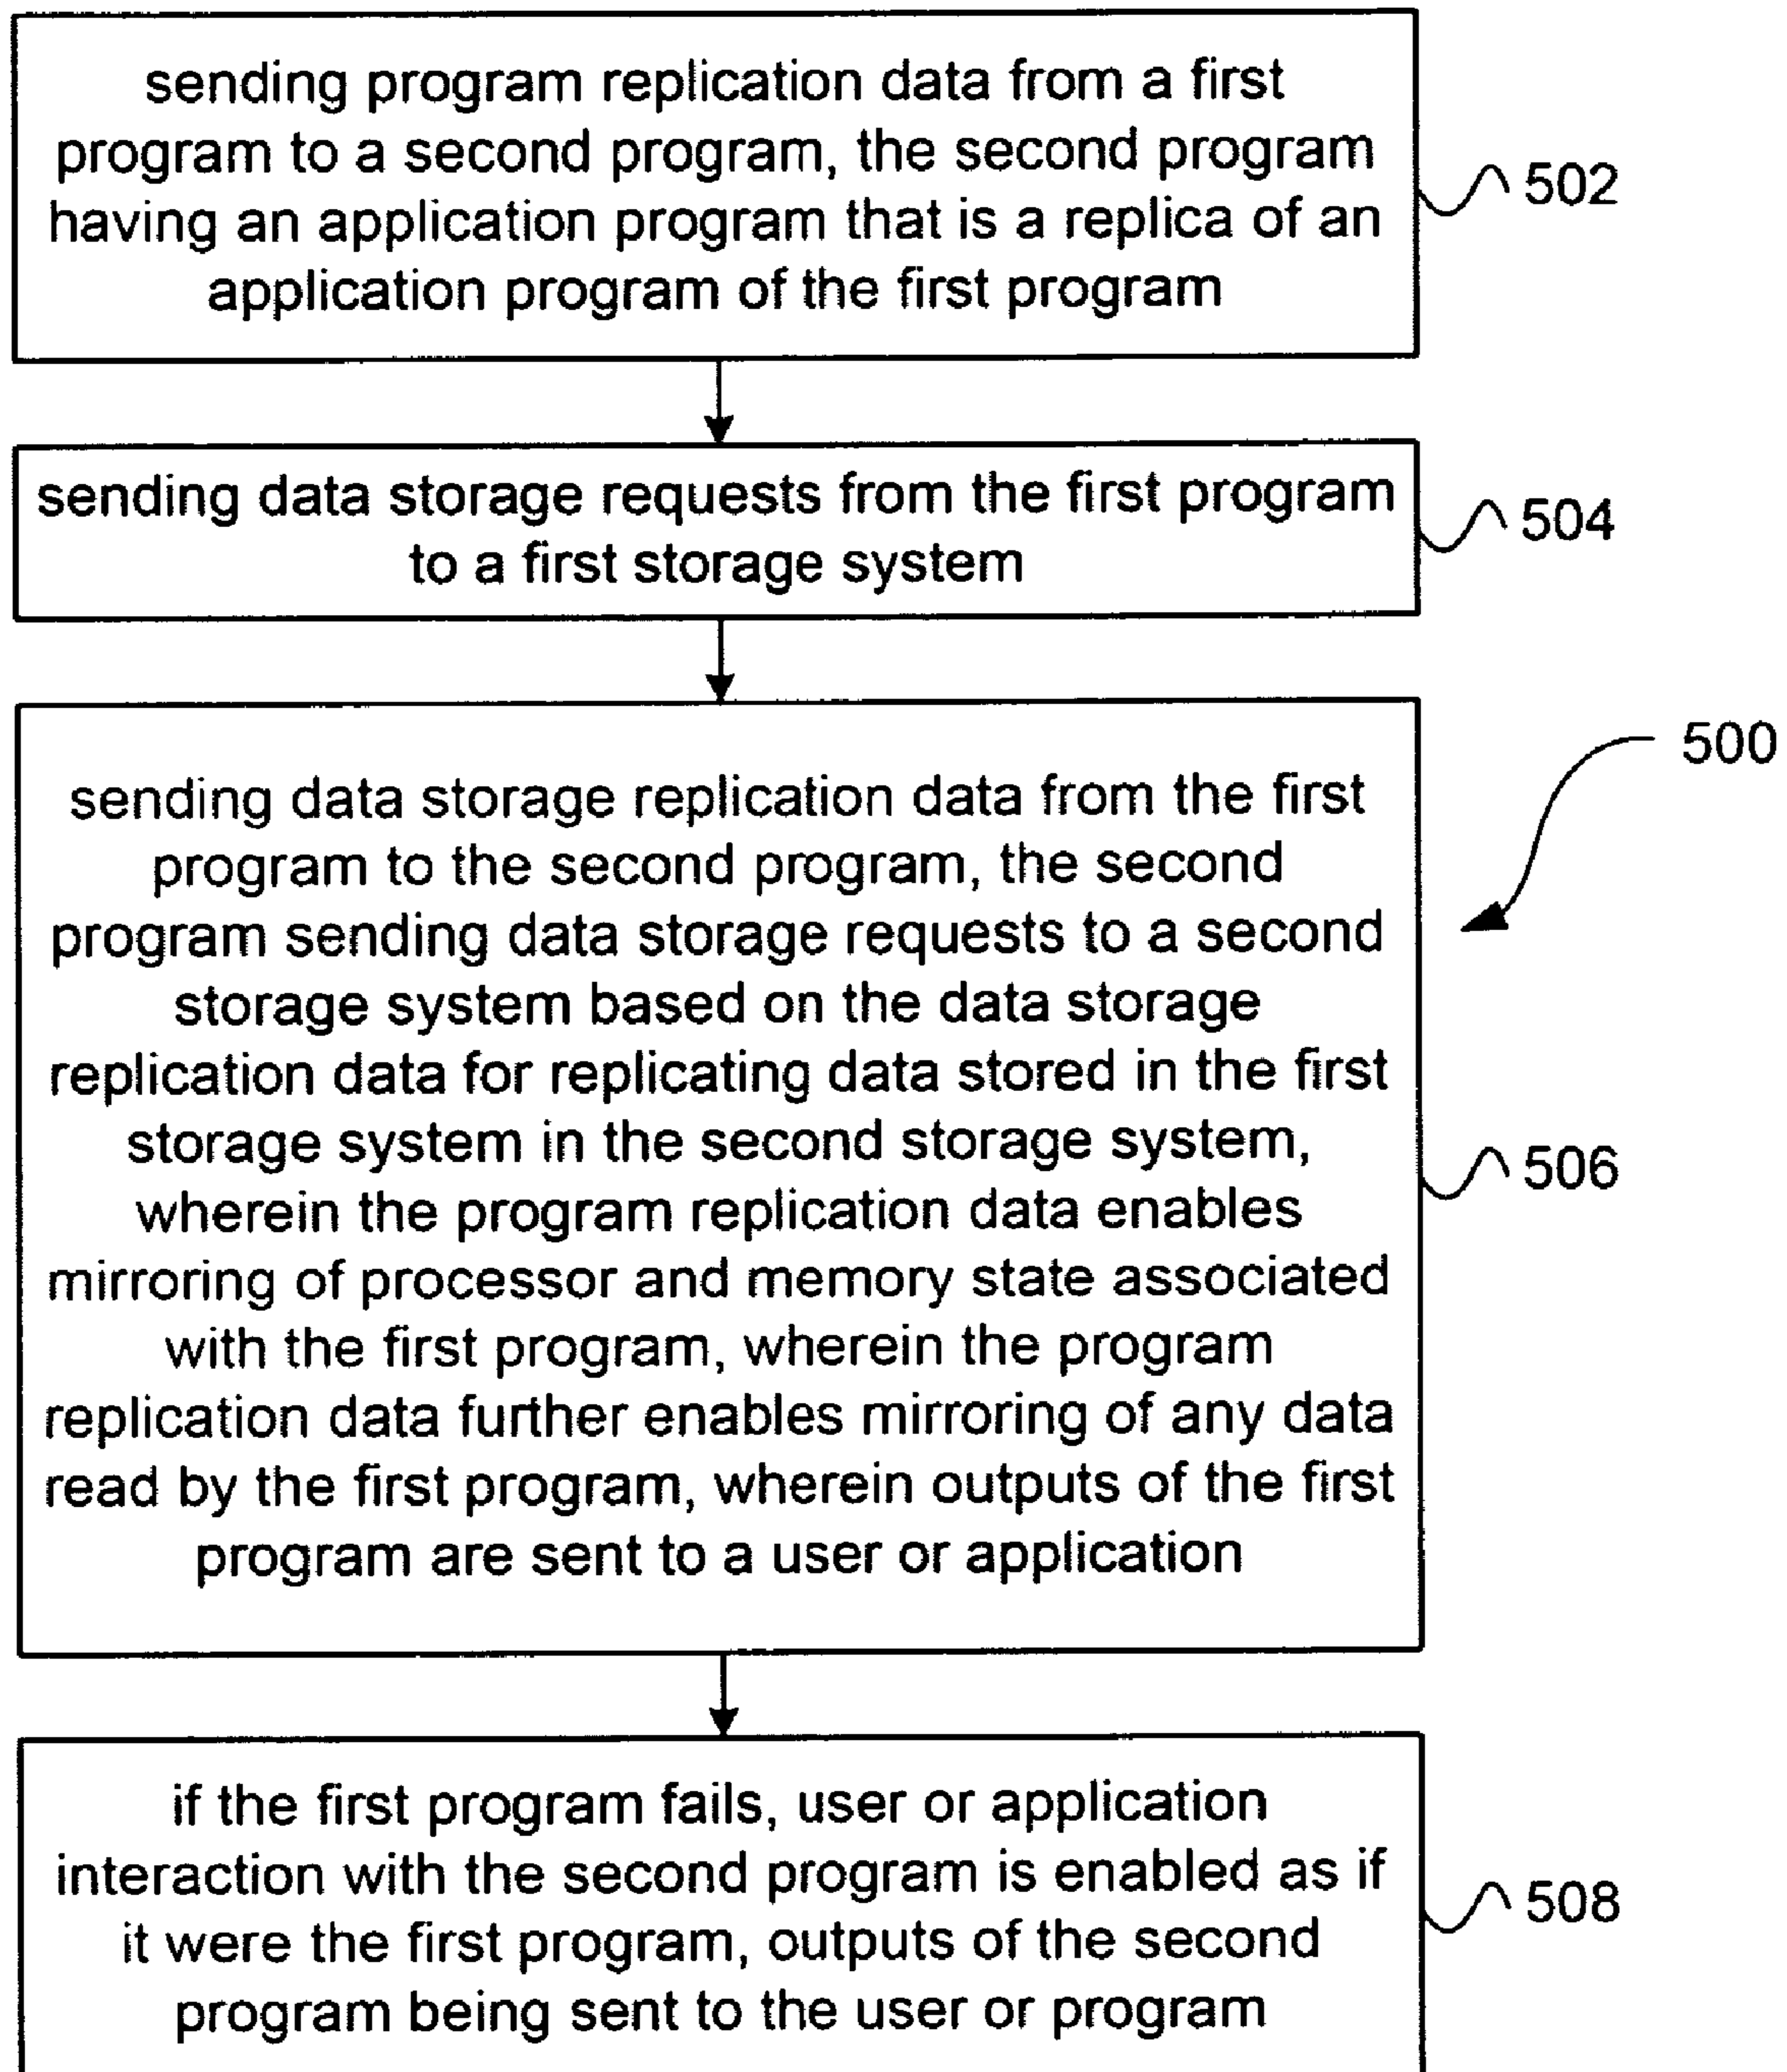 sending program replication data from a first
program to a second program, the second program
having an application program that is a replica of an
application program of the first program
502
sending data storage requests from the first program
to a first storage system
504
500
sending data storage replication data from the first
program to the second program, the second
program sending data storage requests to a second
storage system based on the data storage
replication data for replicating data stored in the first
storage system in the second storage system,
wherein the program replication data enables
mirroring of processor and memory state associated
with the first program, wherein the program
replication data further enables mirroring of any data
read by the first program, wherein outputs of the first
program are sent to a user or application
506
if the first program fails, user or application
interaction with the second program is enabled as if
it were the first program, outputs of the second
program being sent to the user or program
508